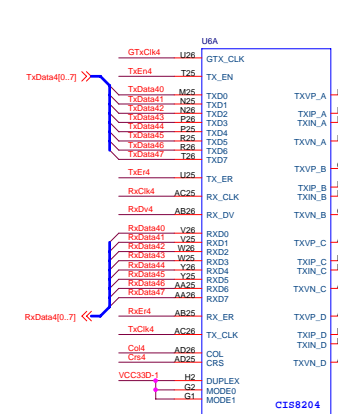 U6A
GTxClk4 U26 GTX_CLK
TxData4[0..7] TxEn4 T25 TX_EN
TxData40 M25 TXD0 TXVP_A
TxData41 N25 TXD1
TxData42 N26 TXD2 TXIP_A
TxData43 P26 TXD3 TXIN_A
TxData44 P25 TXD4
TxData45 R25 TXD5 TXVN_A
TxData46 R26 TXD6
TxData47 T26 TXD7
TXVP_B
TxEr4 U25 TX_ER
TXIP_B
RxClk4 AC25 RX_CLK TXIN_B
RxDv4 AB26 RX_DV TXVN_B
RxData40 V26 RXD0
RxData41 V25 RXD1 TXVP_C
RxData42 W26 RXD2
RxData43 W25 RXD3 TXIP_C
RxData44 Y26 RXD4 TXIN_C
RxData45 Y25 RXD5
RxData46 AA25 RXD6 TXVN_C
RxData47 AA26 RXD7
RxData4[0..7] RxEr4 AB25 RX_ER TXVP_D
TxClk4 AC26 TX_CLK TXIP_D
TXIN_D
Col4 AD26 COL
Crs4 AD25 CRS TXVN_D
VCC33D-1 H2 DUPLEX
G2 MODE0
G1 MODE1
CIS8204